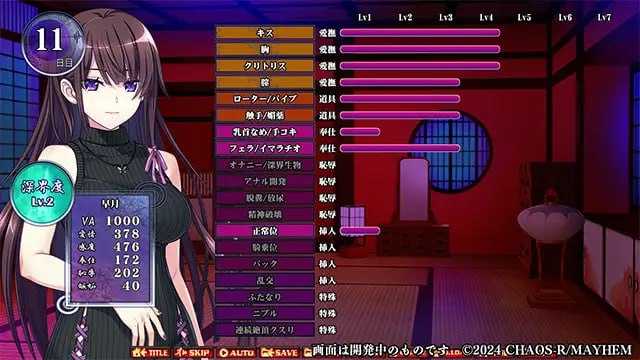 11
日目
Lv1 Lv2 Lv3 Lv4 Lv5 Lv6 Lv7
キス 愛撫
胸 愛撫
クリトリス 愛撫
膣 愛撫
ローター/バイブ 道具
触手/媚薬 道具
乳首なめ/手コキ 奉仕
フェラ/イマラチオ 奉仕
オナニー/深界生物 恥辱
アナル開発 恥辱
脱糞/放尿 恥辱
精神破壊 恥辱
正常位 挿入
騎乗位 挿入
バック 挿入
乱交 挿入
ふたなり 特殊
ニプル 特殊
連続絶頂クスリ 特殊
深界度
Lv.2
皐月
VA 1000
愛情 378
感度 476
奉仕 172
恥辱 202
嫉妬 40
TITLE SKIP AUTO SAVE
画面は開発中のものです。 ©2024 CHAOS-R/MAYHEM